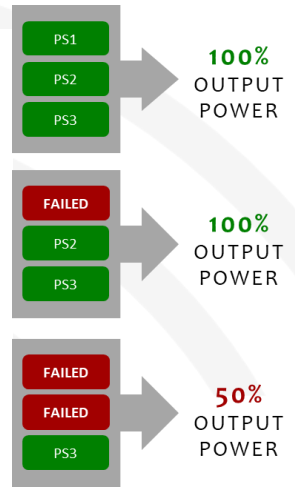 PS1
PS2
PS3
100%
OUTPUT
POWER
FAILED
PS2
PS3
100%
OUTPUT
POWER
FAILED
FAILED
PS3
50%
OUTPUT
POWER